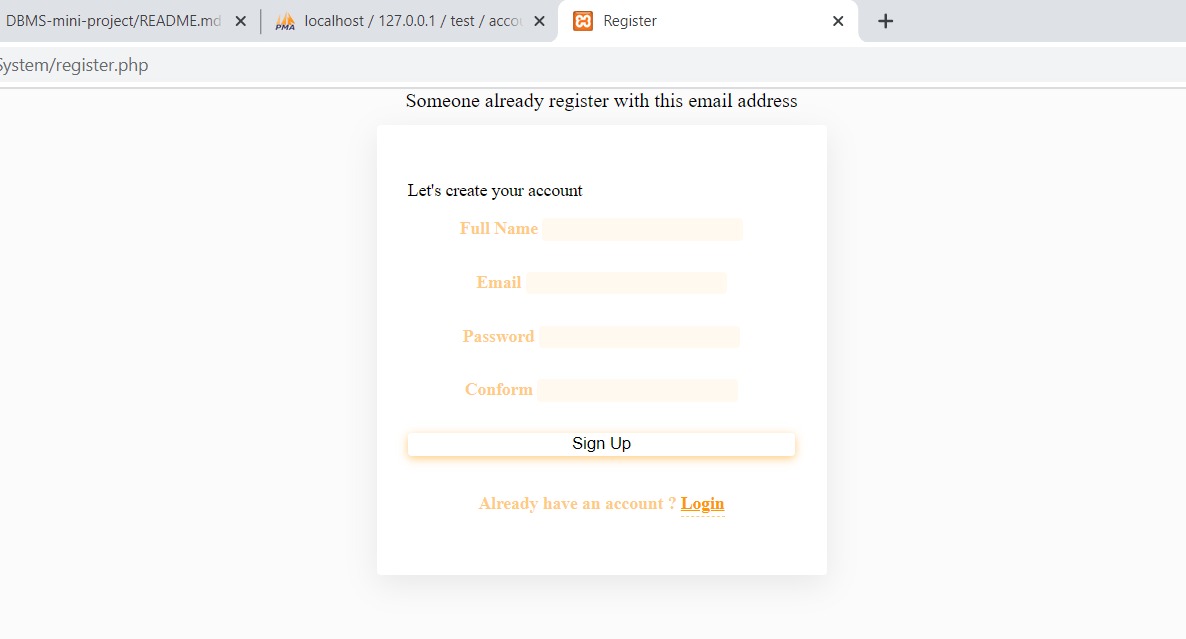 DBMS-mini-project/README.md
PMA localhost / 127.0.0.1 / test /
Register
System/register.php
Someone already register with this email address
Let's create your account
Full Name
Email
Password
Conform
Sign Up
Already have an account ? Login